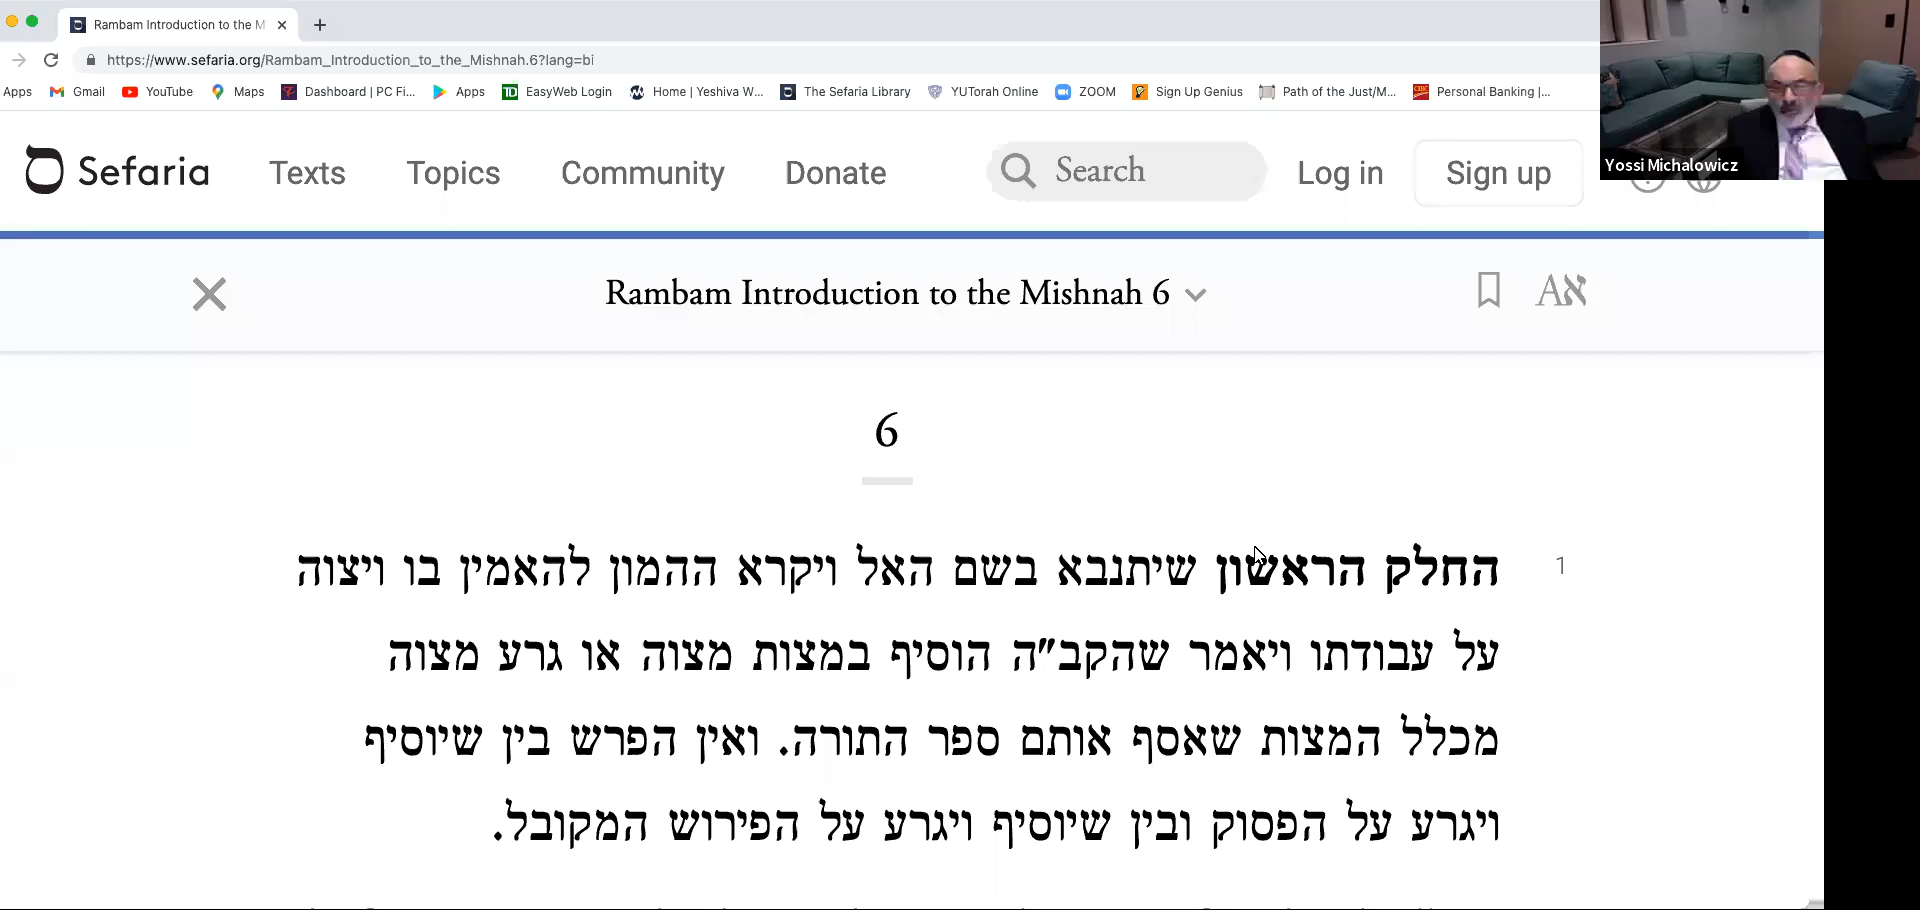 Rambam Introduction to the M
https://www.sefaria.org/Rambam_Introduction_to_the_Mishnah.6?lang=bi
Apps Gmail YouTube Maps Dashboard | PC Fi... Apps EasyWeb Login Home | Yeshiva W... The Sefaria Library YUTorah Online ZOOM Sign Up Genius Path of the Just/M... Personal Banking |...
Yossi Michalowicz
Sefaria Texts Topics Community Donate Search Log in Sign up
Rambam Introduction to the Mishnah 6
6
1
החלק הראשון שיתנבא בשם האל ויקרא ההמון להאמין בו ויצוה
על עבודתו ויאמר שהקב״ה הוסיף במצות מצוה או גרע מצוה
מכלל המצות שאסף אותם ספר התורה. ואין הפרש בין שיוסיף
ויגרע על הפסוק ובין שיוסיף ויגרע על הפירוש המקובל.